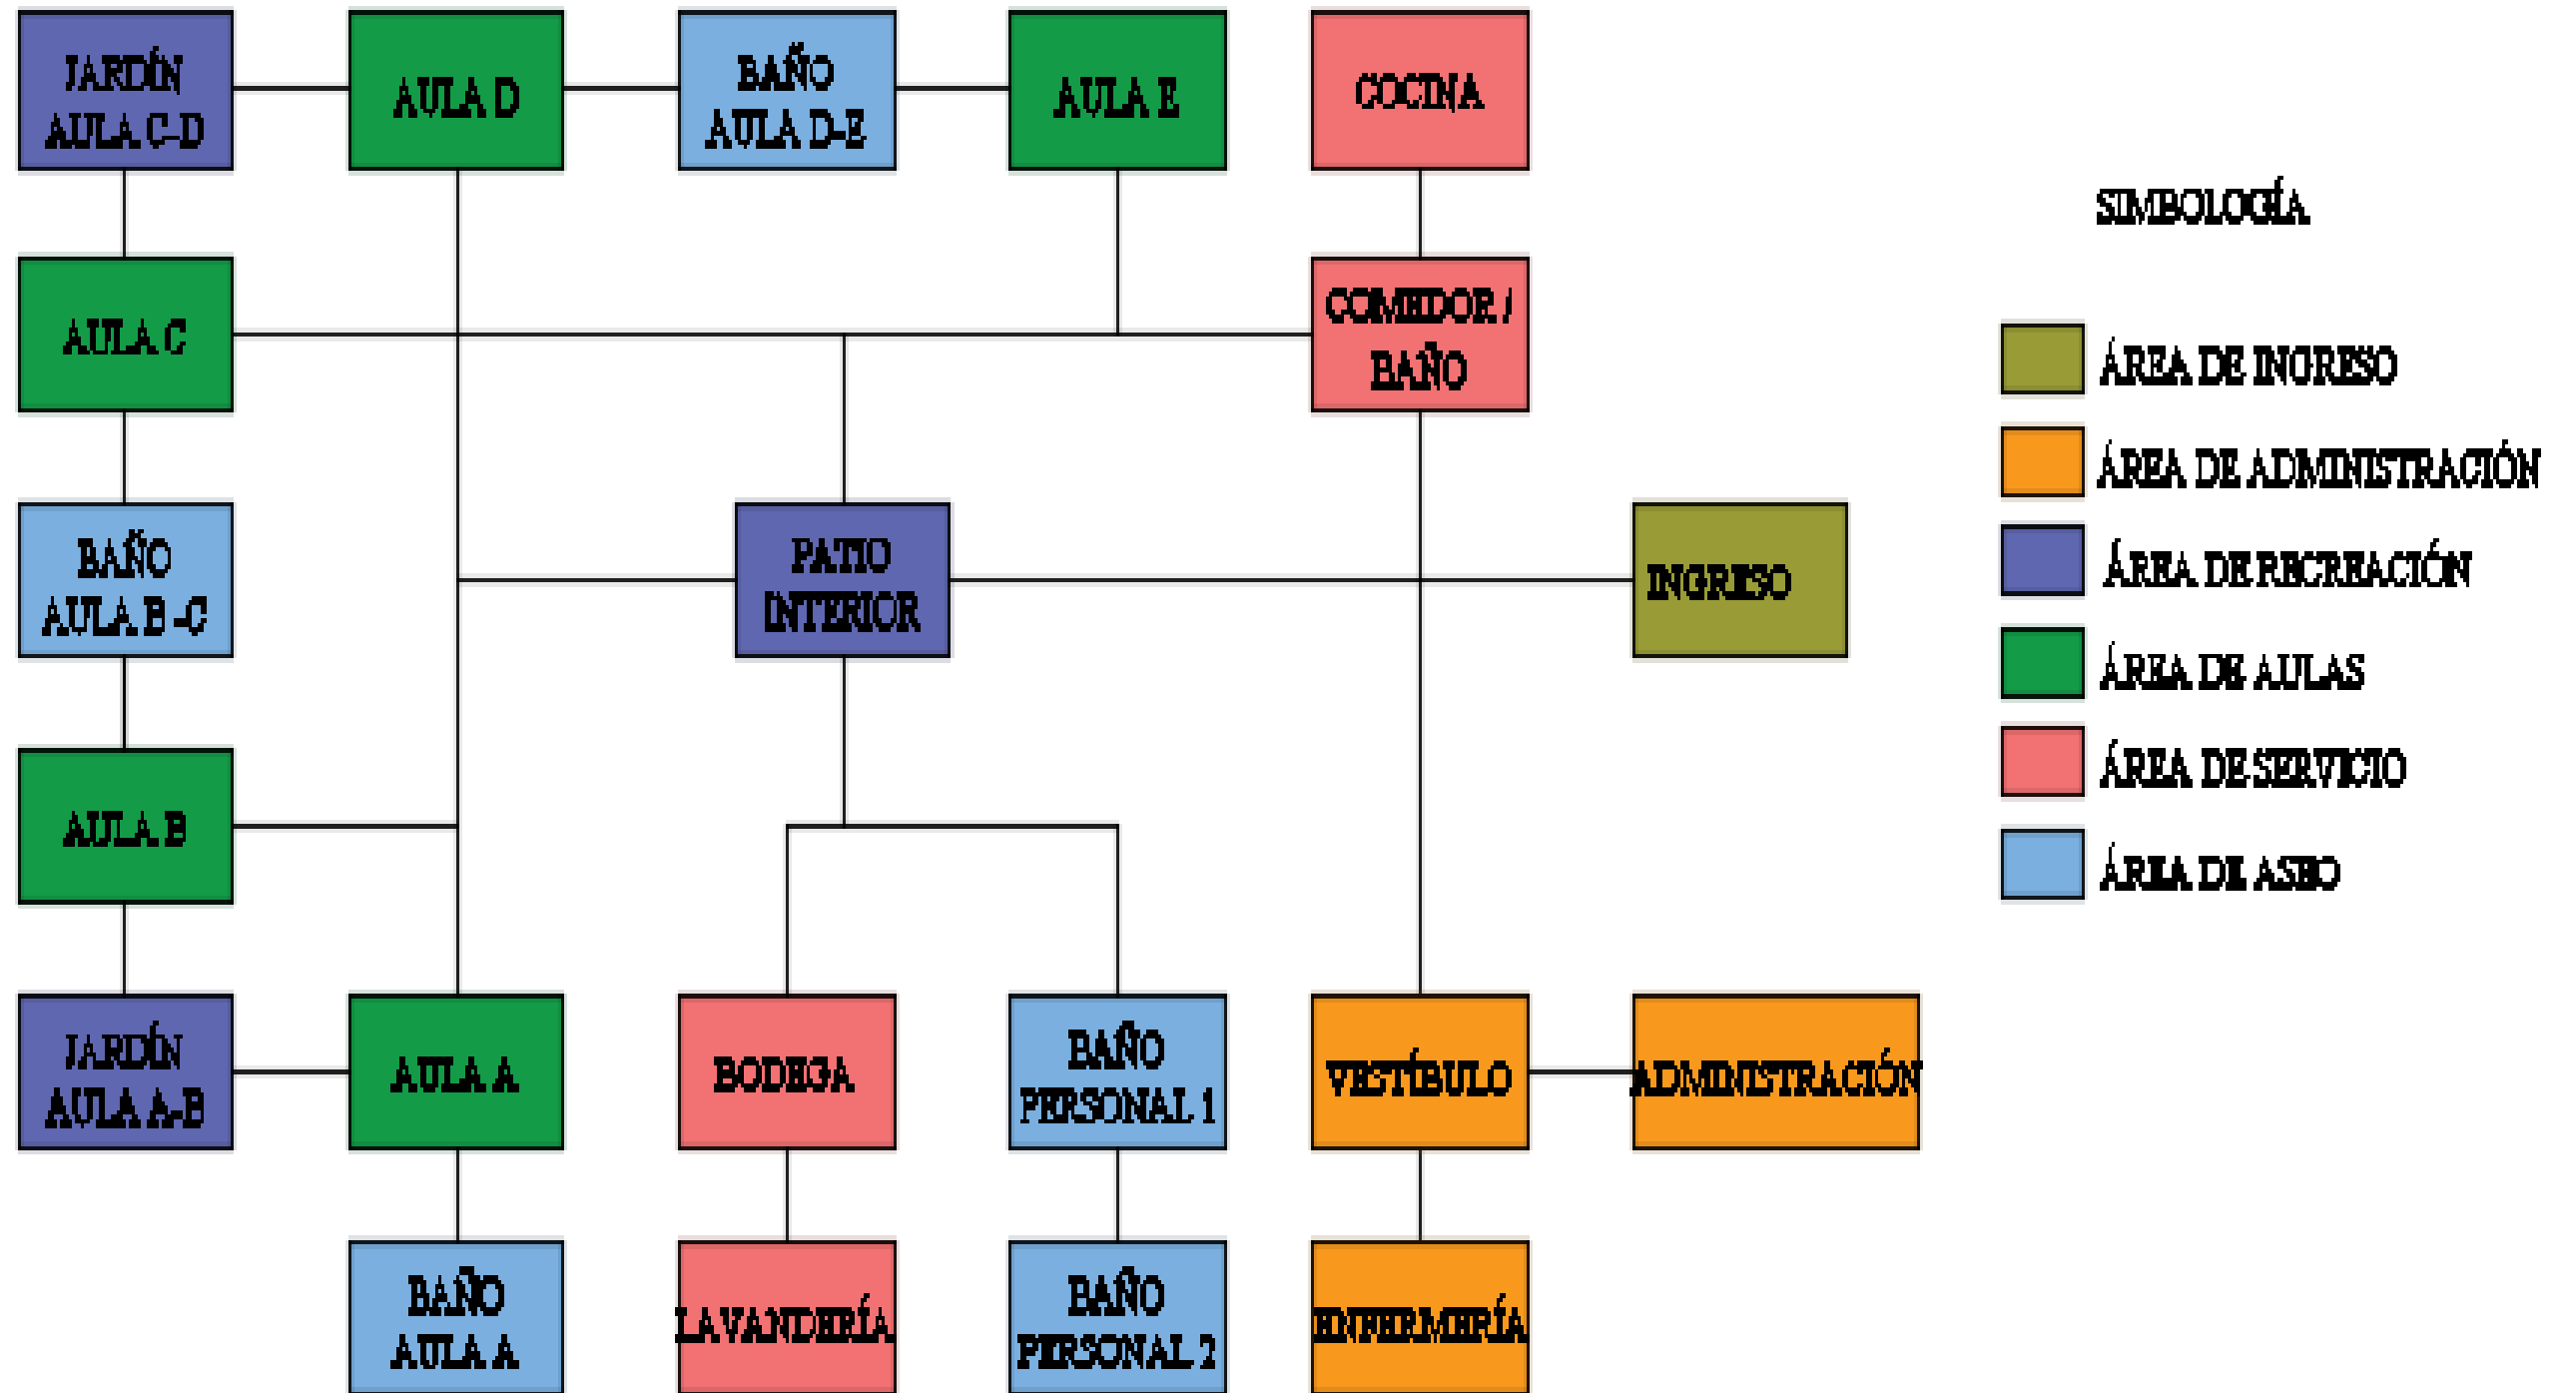 JARDÍN
AULA C-D
AULA D
BAÑO
AULA D-E
AULA E
COCINA
SIMBOLOGÍA
AULA C
COMEDOR /
BAÑO
ÁREA DE INGRESO
ÁREA DE ADMINISTRACIÓN
ÁREA DE RECREACIÓN
ÁREA DE AULAS
ÁREA DE SERVICIO
ÁREA DE ASEO
BAÑO
AULA B -C
PATIO
INTERIOR
INGRESO
AULA B
JARDÍN
AULA A-B
AULA A
BODEGA
BAÑO
PERSONAL 1
VESTÍBULO
ADMINISTRACIÓN
BAÑO
AULA A
LAVANDERÍA
BAÑO
PERSONAL 2
ENFERMERÍA